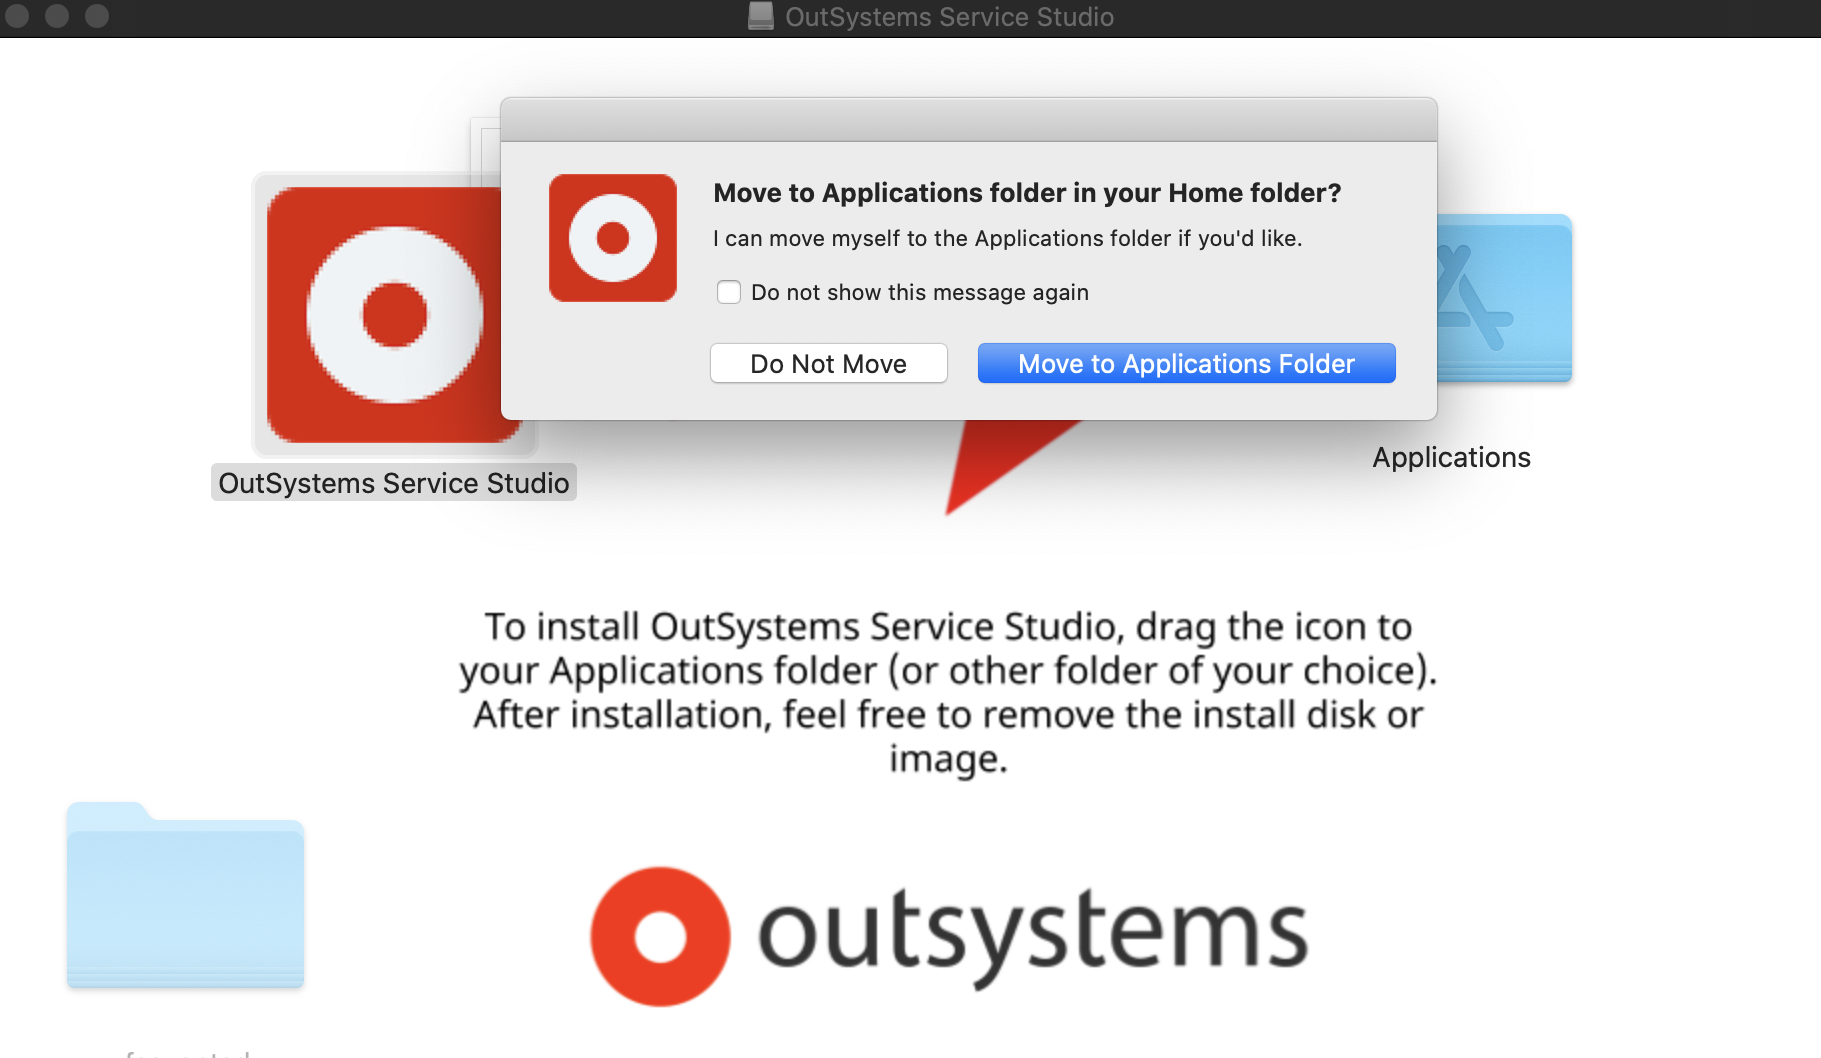 OutSystems Service Studio
Move to Applications folder in your Home folder?
I can move myself to the Applications folder if you'd like.
Do not show this message again
Do Not Move
Move to Applications Folder
OutSystems Service Studio
Applications
To install OutSystems Service Studio, drag the icon to
your Applications folder (or other folder of your choice).
After installation, feel free to remove the install disk or
image.
outsystems